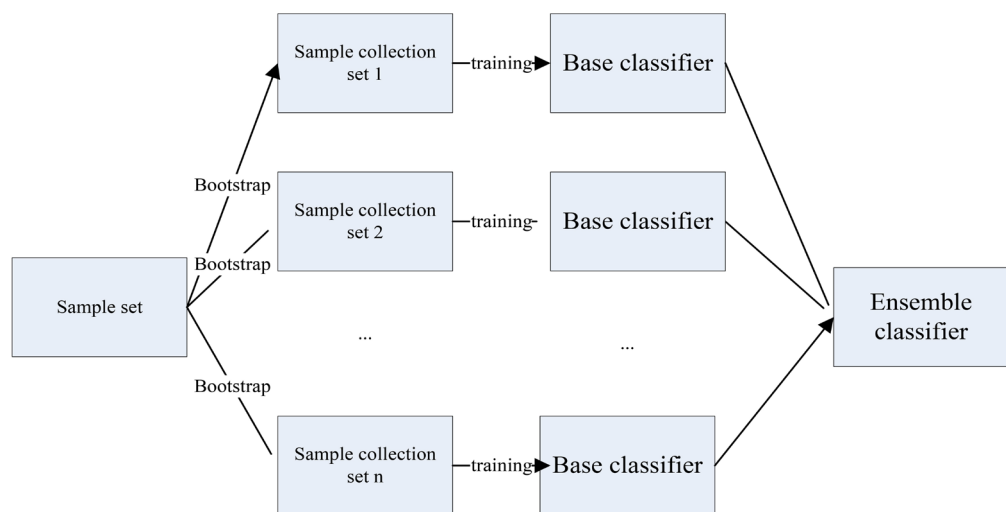 Sample collection
set 1
training
Base classifier
Bootstrap
Sample collection
set 2
training
Base classifier
Bootstrap
Sample set
Ensemble
classifier
...
...
Bootstrap
Sample collection
set n
training
Base classifier